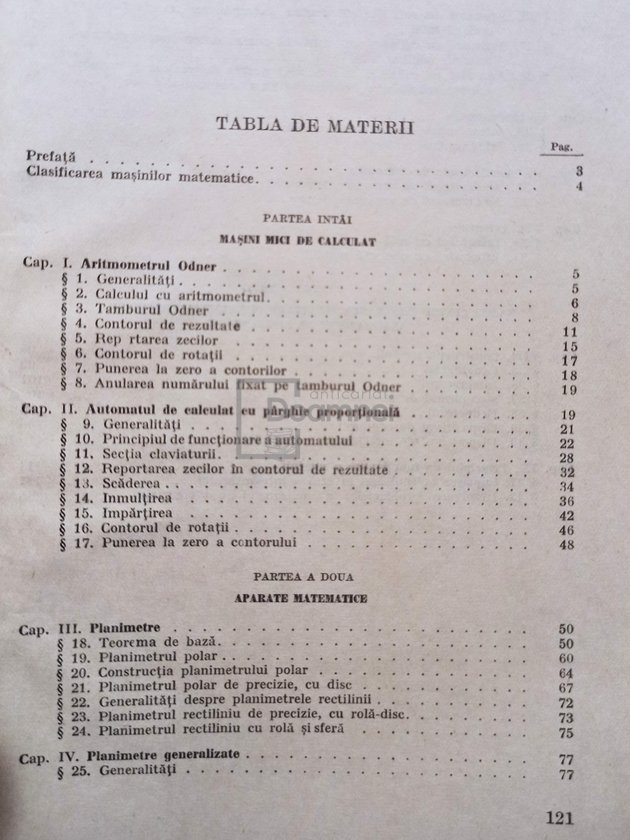 TABLA DE MATERII
Pag.
Prefață . . . . . . . . . . . . . . . . . . . . 3
Clasificarea mașinilor matematice. . . . . . . . . . . . . 4
PARTEA INTĂI
MAȘINI MICI DE CALCULAT
Cap. I. Aritmometrul Odner . . . . . . . . . . . . . . 5
§ 1. Generalități . . . . . . . . . . . . . . . . 5
§ 2. Calculul cu aritmometrul. . . . . . . . . . . . . 6
§ 3. Tamburul Odner . . . . . . . . . . . . . . 8
§ 4. Contorul de rezultate . . . . . . . . . . . . . 11
§ 5. Rep rtarea zecilor . . . . . . . . . . . . . . 15
§ 6. Contorul de rotații . . . . . . . . . . . . . . 17
§ 7. Punerea la zero a contorilor . . . . . . . . . . . 18
§ 8. Anularea numărului fixat pe tamburul Odner . . . . . . 19
anticariat
Cap. II. Automatul de calculat cu pârghie proporțională . . . . . . 19
§ 9. Generalități . . . . . . . . . . . . . . . . 21
§ 10. Principiul de funcționare a automatului . . . . . . . . 22
§ 11. Secția claviaturii. . . . . . . . . . . . . . . 28
§ 12. Reportarea zecilor în contorul de rezultate . . . . . . . 32
§ 13. Scăderea . . . . . . . . . . . . . . . . . 34
§ 14. Inmulțirea . . . . . . . . . . . . . . . . 36
§ 15. Impărțirea . . . . . . . . . . . . . . . . 42
§ 16. Contorul de rotații . . . . . . . . . . . . . . 46
§ 17. Punerea la zero a contorului . . . . . . . . . . . 48
PARTEA A DOUA
APARATE MATEMATICE
Cap. III. Planimetre . . . . . . . . . . . . . . . . . 50
§ 18. Teorema de bază. . . . . . . . . . . . . . . 50
§ 19. Planimetrul polar . . . . . . . . . . . . . . 60
§ 20. Construcția planimetrului polar . . . . . . . . . . 64
§ 21. Planimetrul polar de precizie, cu disc . . . . . . . . 67
§ 22. Generalități despre planimetrele rectilinii . . . . . . . 72
§ 23. Planimetrul rectiliniu de precizie, cu rolă-disc. . . . . . 73
§ 24. Planimetrul rectiliniu cu rolă și sferă . . . . . . . . 75
Cap. IV. Planimetre generalizate . . . . . . . . . . . . . 77
§ 25. Generalități . . . . . . . . . . . . . . . . 77
121